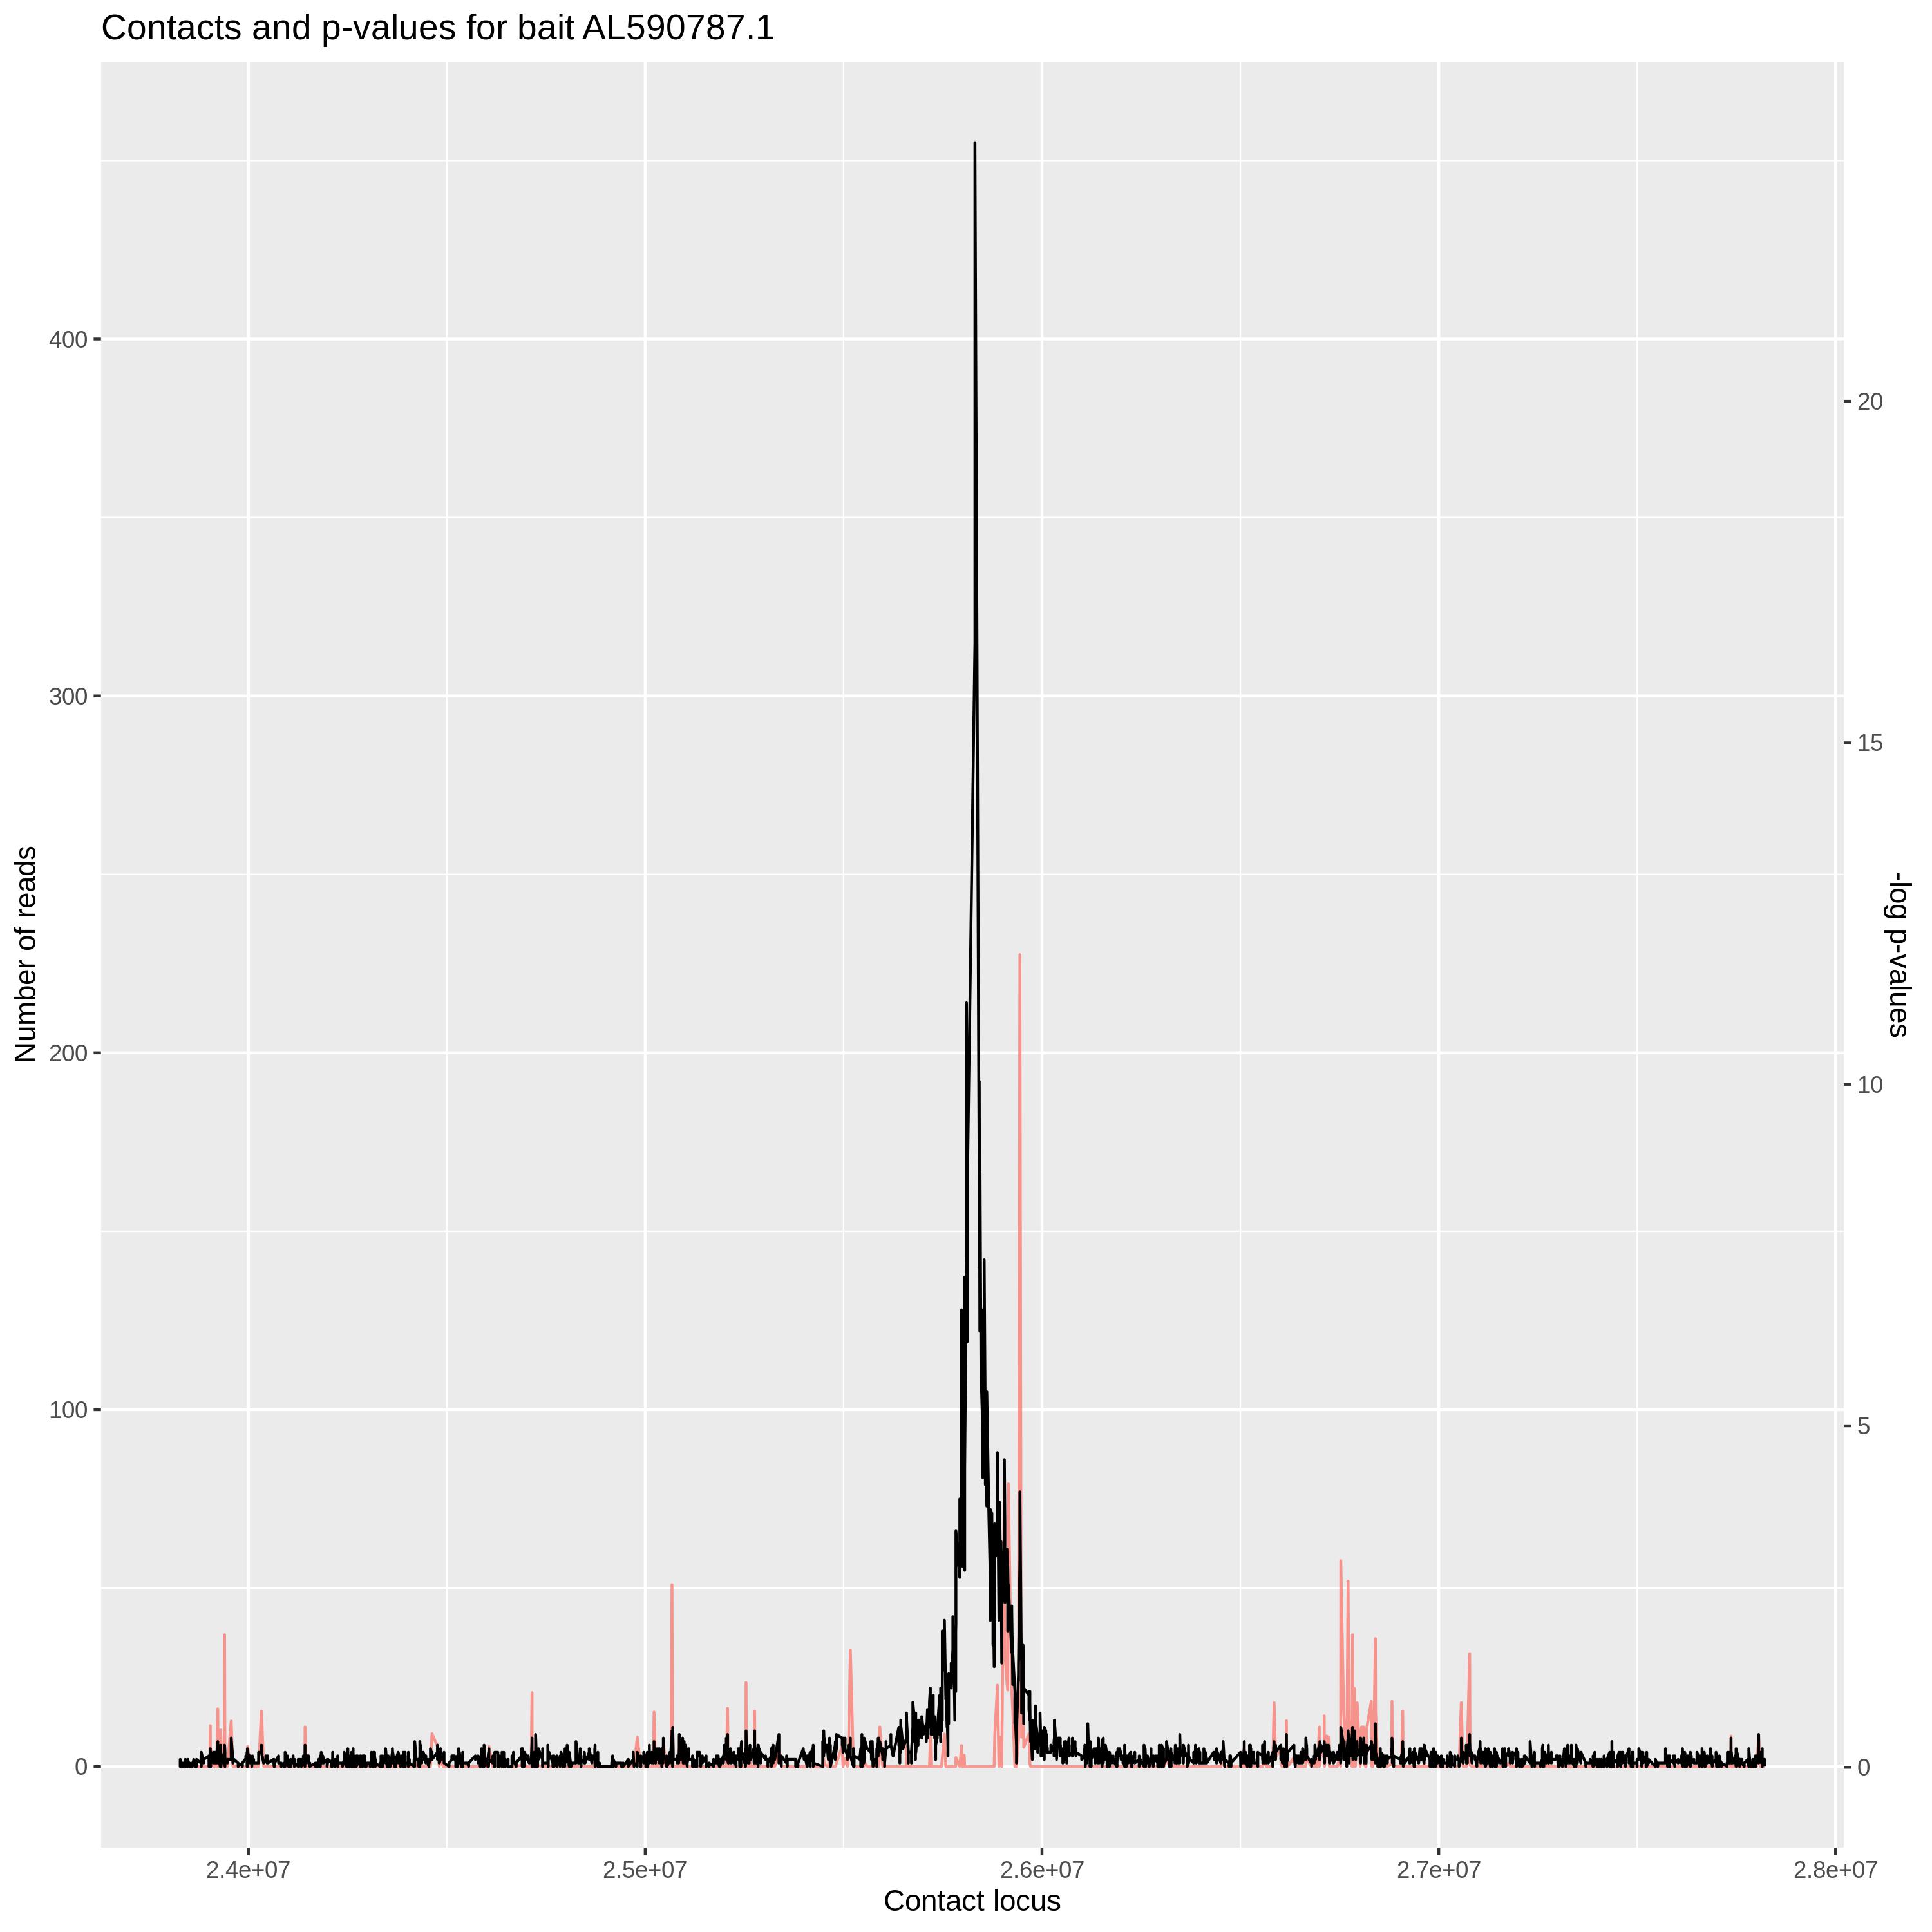 Contacts and p-values for bait AL590787.1
400
300
200
100
0
Number of reads
20
15
10
5
0
-log p-values
2.4e+07
2.5e+07
2.6e+07
2.7e+07
2.8e+07
Contact locus